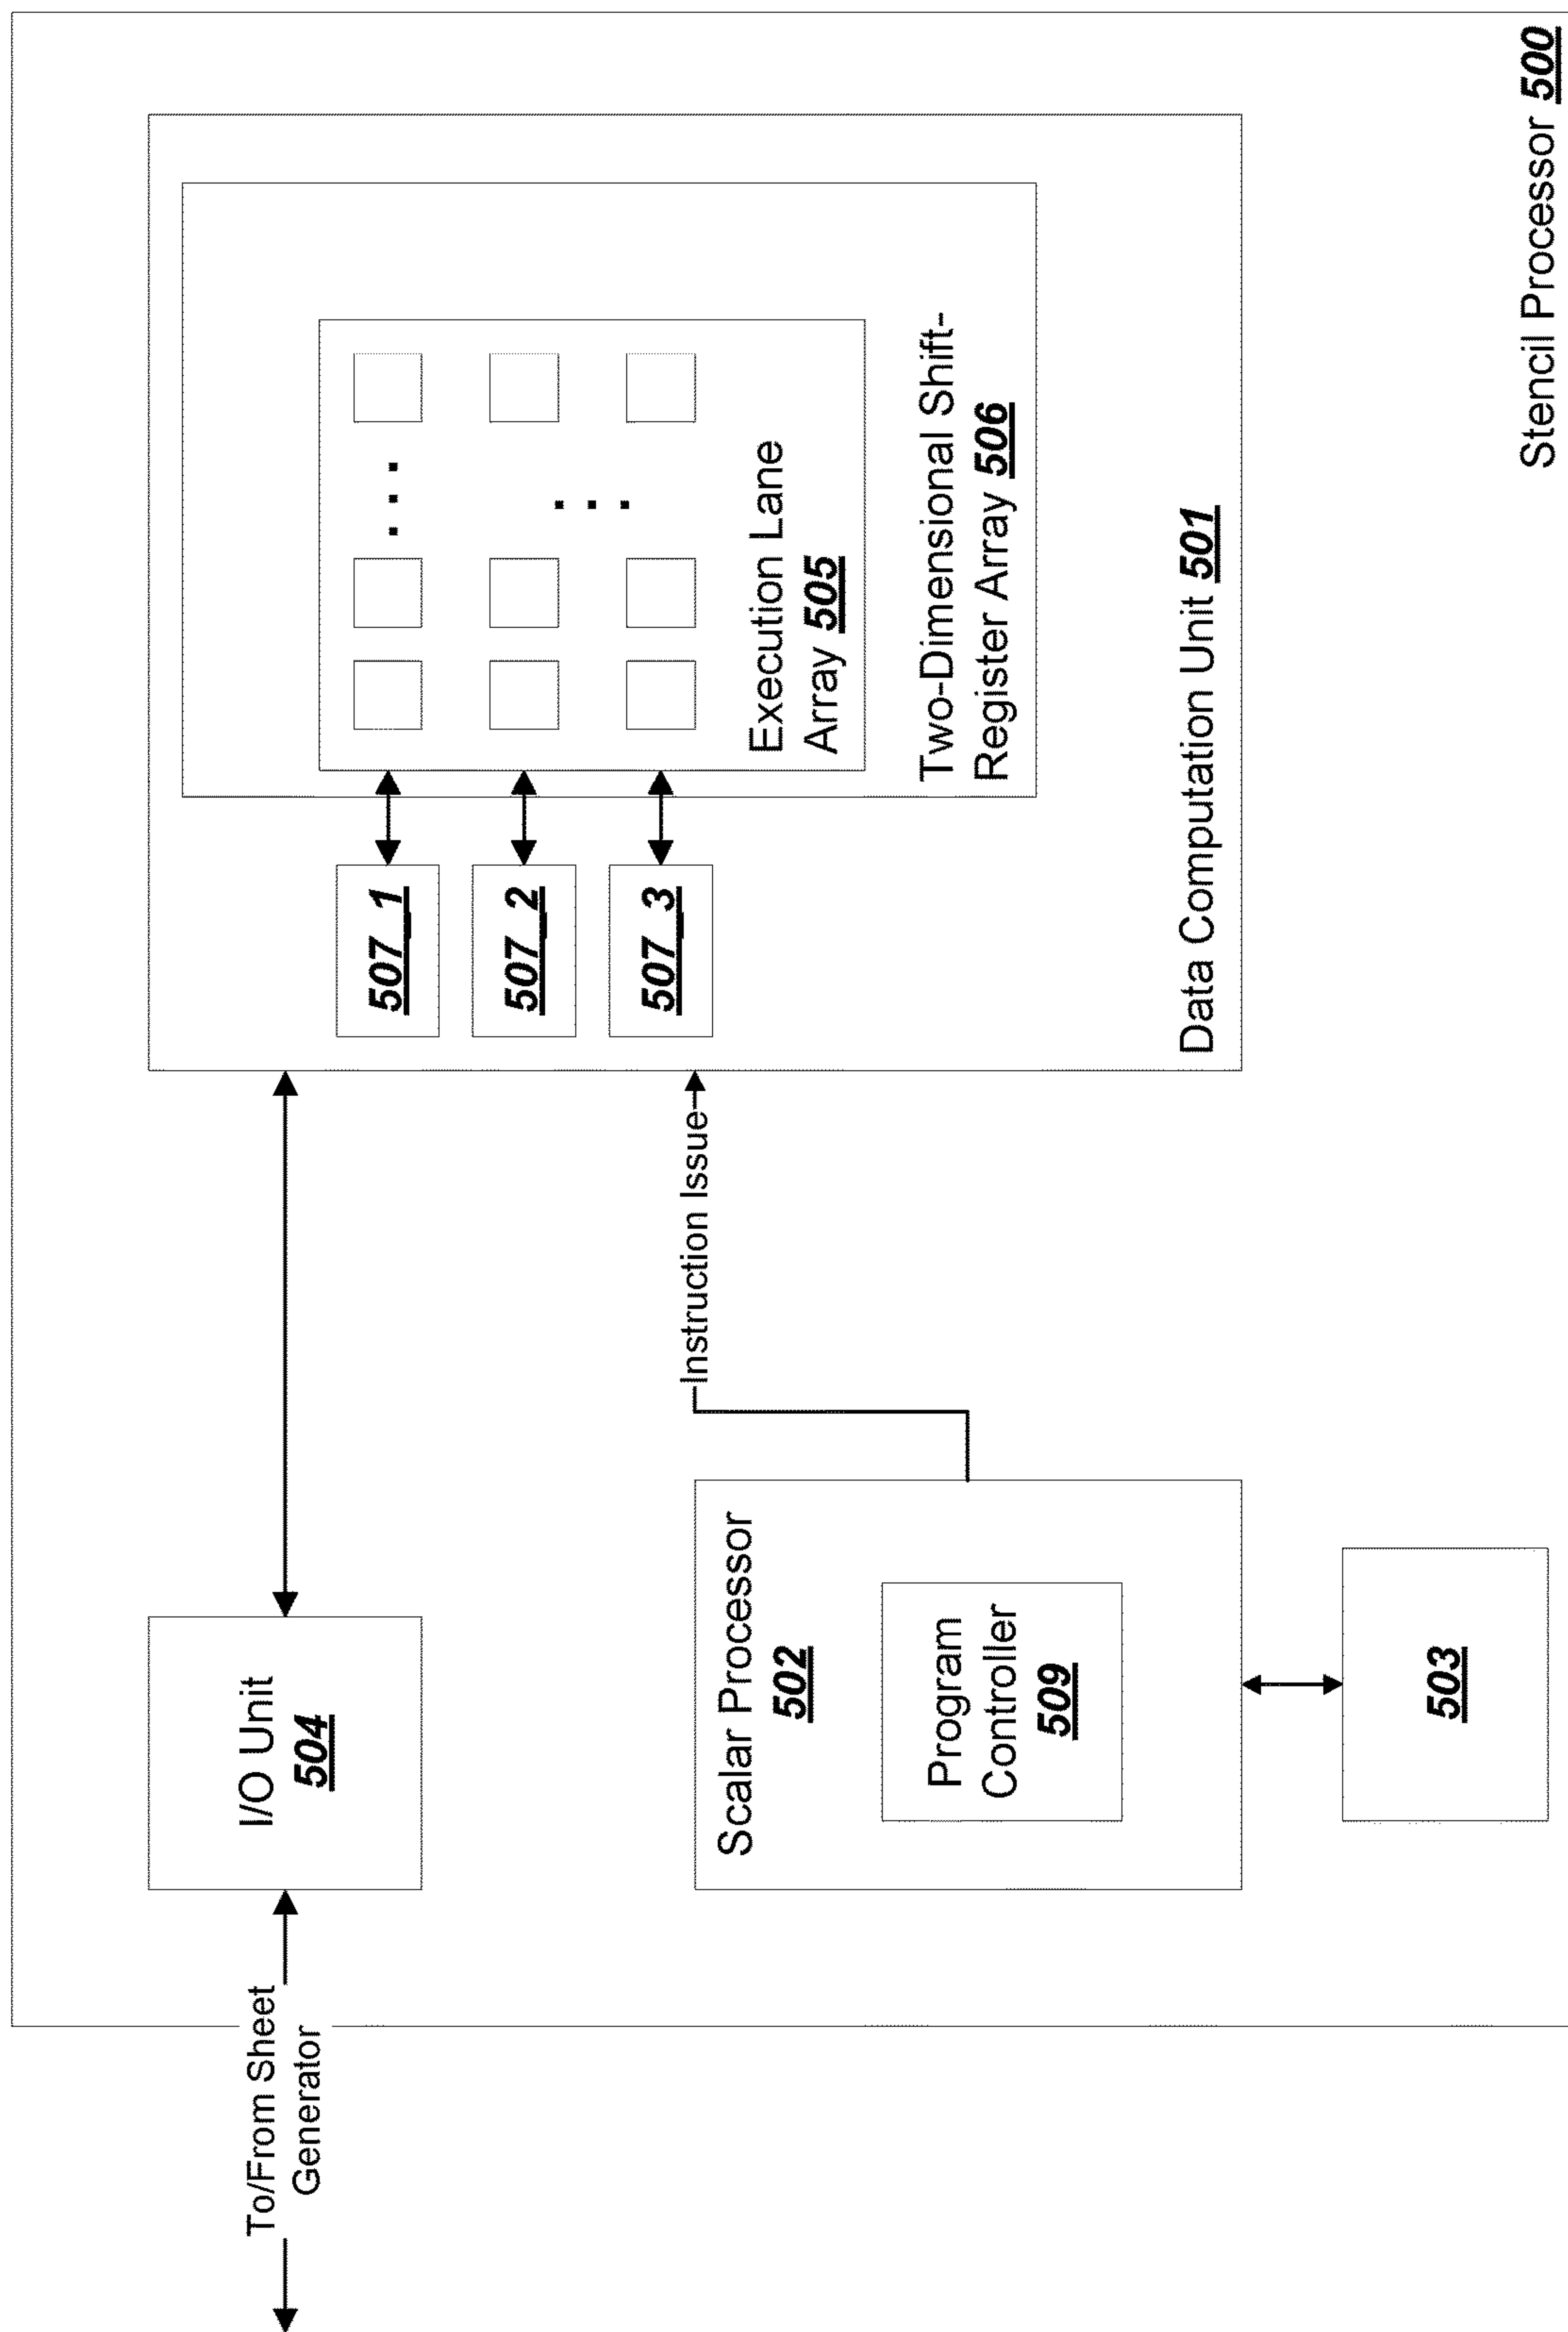 To/From Sheet
Generator
I/O Unit
504
Scalar Processor
502
Program
Controller
509
503
Instruction Issue
507_1
507_2
507_3
Execution Lane
Array 505
Two-Dimensional Shift-
Register Array 506
Data Computation Unit 501
Stencil Processor 500